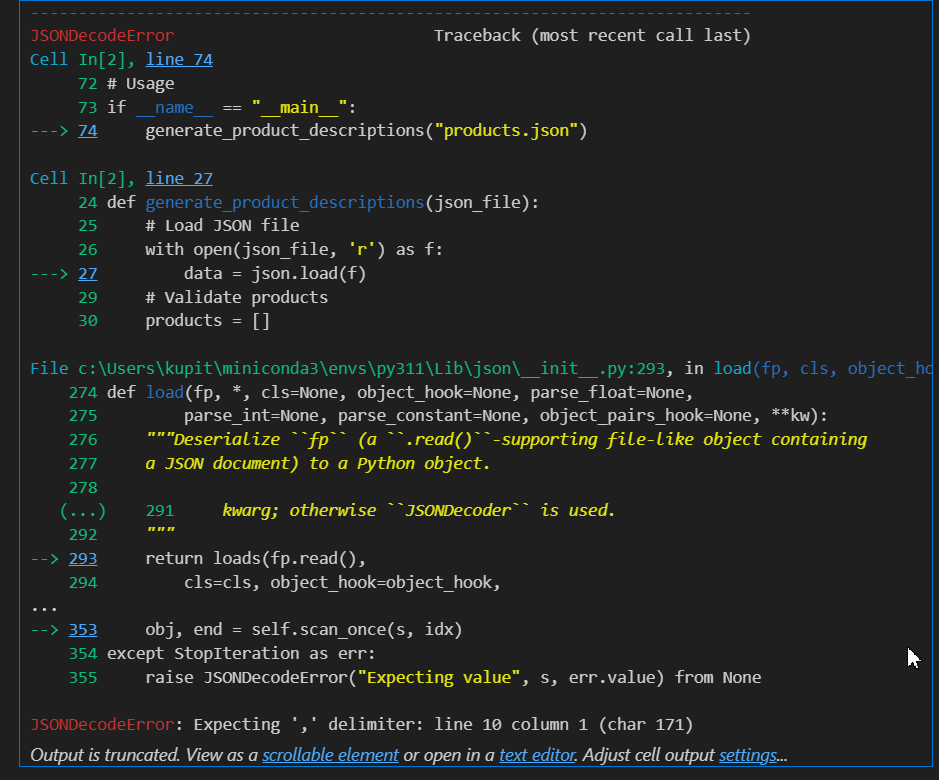 ---------------------------------------------------------------------------
JSONDecodeError                           Traceback (most recent call last)
Cell In[2], line 74
     72 # Usage
     73 if __name__ == "__main__":
---> 74     generate_product_descriptions("products.json")
Cell In[2], line 27
     24 def generate_product_descriptions(json_file):
     25     # Load JSON file
     26     with open(json_file, 'r') as f:
---> 27         data = json.load(f)
     29     # Validate products
     30     products = []
File c:\Users\kupit\miniconda3\envs\py311\Lib\json\__init__.py:293, in load(fp, cls, object_ho
    274 def load(fp, *, cls=None, object_hook=None, parse_float=None,
    275         parse_int=None, parse_constant=None, object_pairs_hook=None, **kw):
    276     """Deserialize ``fp`` (a ``.read()``-supporting file-like object containing
    277     a JSON document) to a Python object.
    278
   (...)    291     kwarg; otherwise ``JSONDecoder`` is used.
    292     """
--> 293     return loads(fp.read(),
    294         cls=cls, object_hook=object_hook,
...
--> 353     obj, end = self.scan_once(s, idx)
    354 except StopIteration as err:
    355     raise JSONDecodeError("Expecting value", s, err.value) from None
JSONDecodeError: Expecting ',' delimiter: line 10 column 1 (char 171)
Output is truncated. View as a scrollable element or open in a text editor. Adjust cell output settings...